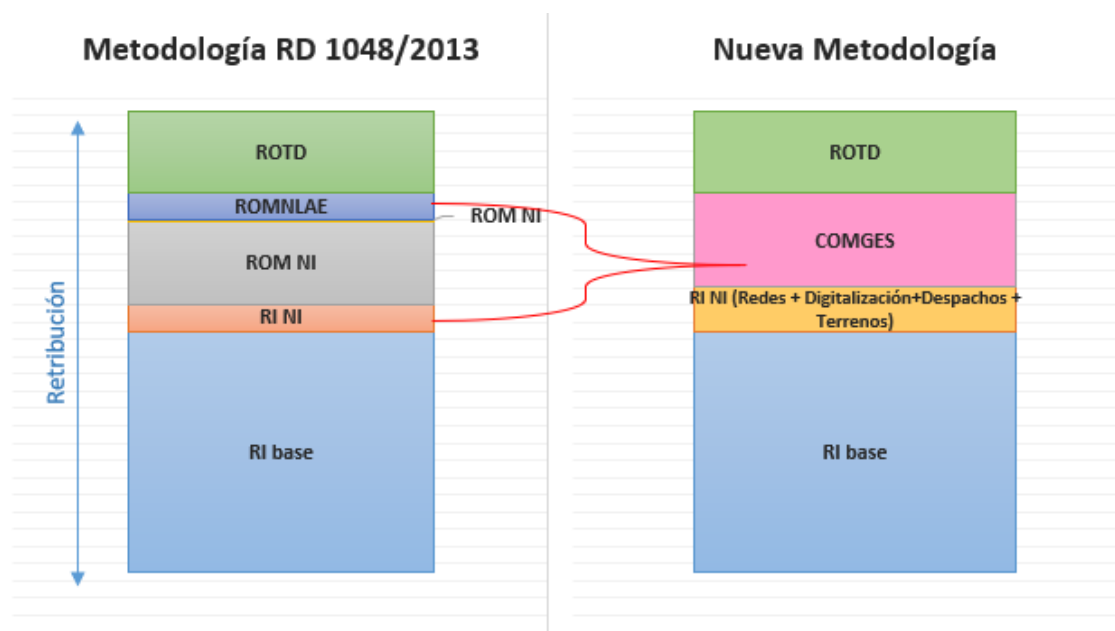 Metodología RD 1048/2013
Nueva Metodología
Retribución
ROTD
ROMNLAE
ROM NI
ROM NI
RI NI
RI base
ROTD
COMGES
RI NI (Redes + Digitalización+Despachos +
Terrenos)
RI base